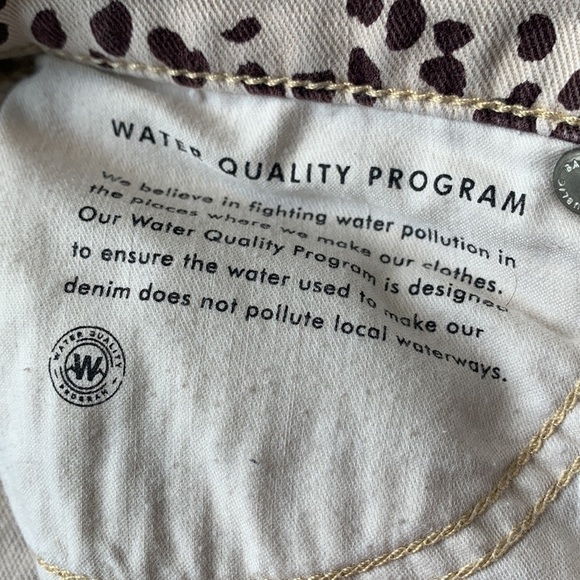 WATER QUALITY PROGRAM
We believe in fighting water pollution in
the places where we make our clothes.
Our Water Quality Program is designed
to ensure the water used to make our
denim does not pollute local waterways.
WATER QUALITY
W
PROGRAM